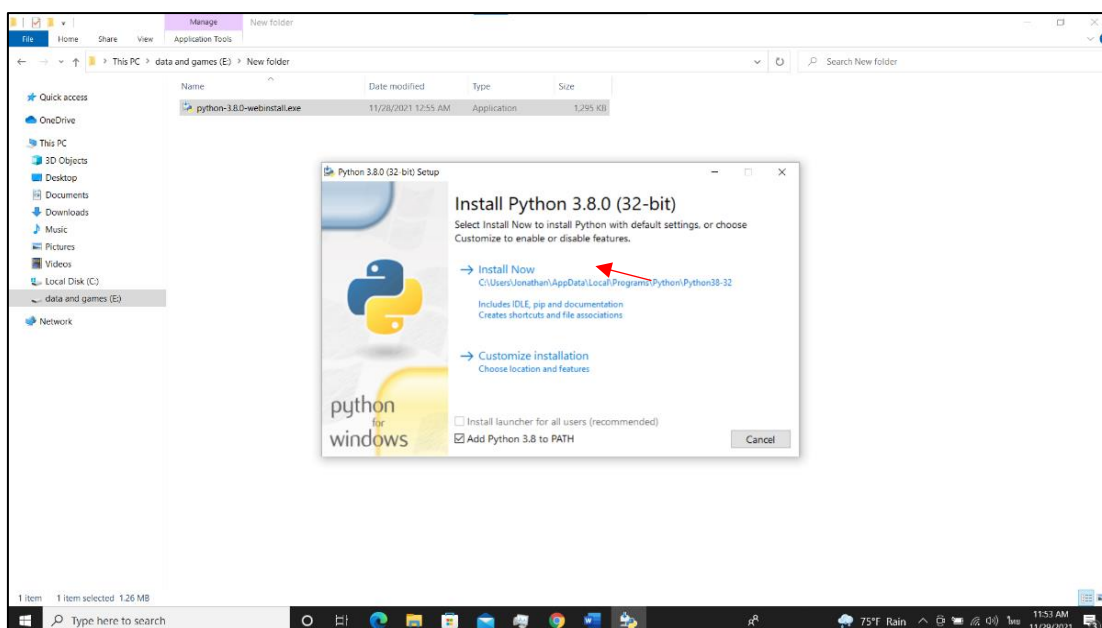 Manage New folder
File Home Share View Application Tools
This PC > data and games (E:) > New folder
Search New folder
Name Date modified Type Size
python-3.8.0-webinstall.exe 11/28/2021 12:55 AM Application 1,295 KB
Quick access
OneDrive
This PC
3D Objects
Desktop
Documents
Downloads
Music
Pictures
Videos
Local Disk (C:)
data and games (E:)
Network
Python 3.8.0 (32-bit) Setup
Install Python 3.8.0 (32-bit)
Select Install Now to install Python with default settings, or choose
Customize to enable or disable features.
Install Now
C:\Users\Jonathan\AppData\Local\Programs\Python\Python38-32
Includes IDLE, pip and documentation
Creates shortcuts and file associations
Customize installation
Choose location and features
python
for
windows
Install launcher for all users (recommended)
Add Python 3.8 to PATH
Cancel
1 item 1 item selected 1.26 MB
Type here to search
75°F Rain
11:53 AM
11/29/2021